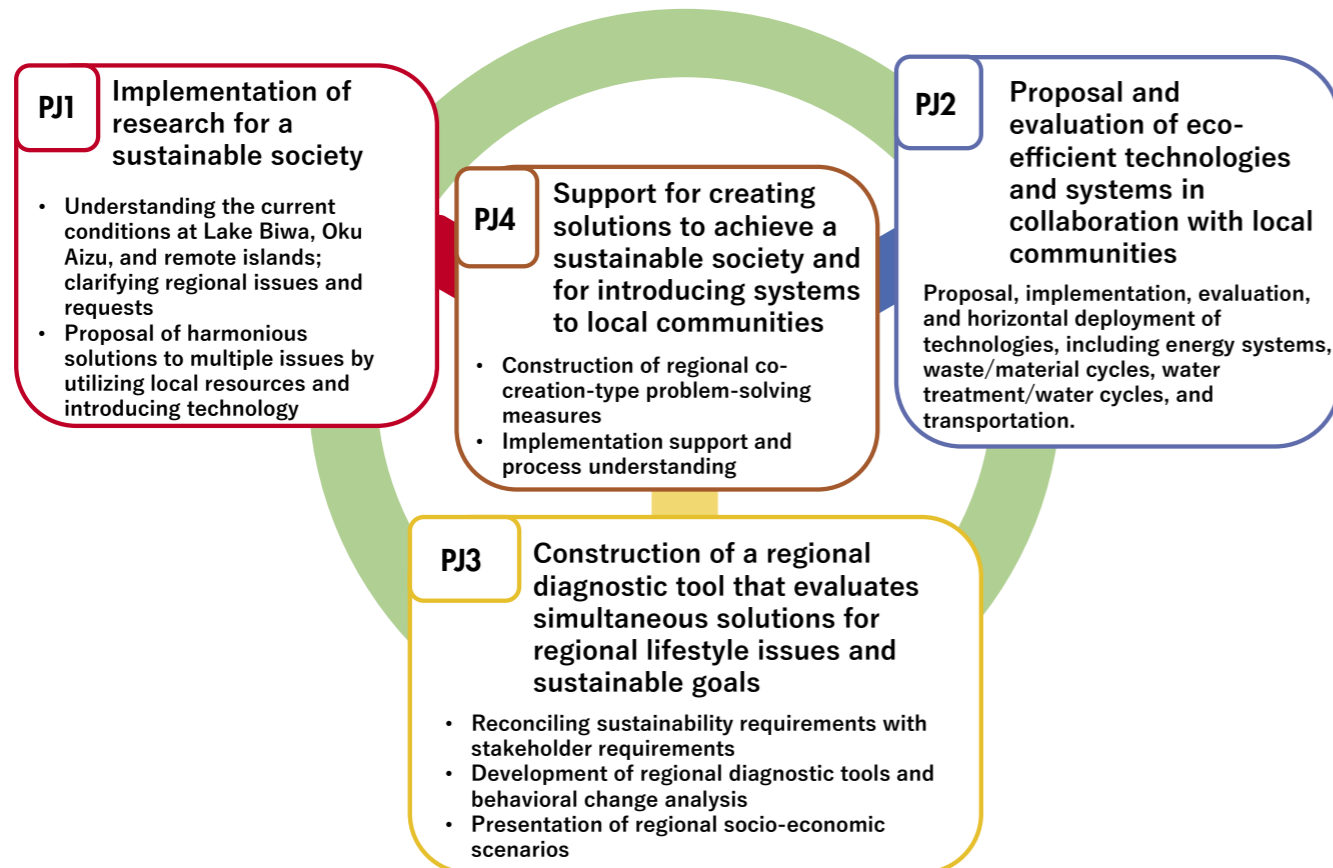 PJ1
Implementation of
research for a
sustainable society
• Understanding the current
conditions at Lake Biwa, Oku
Aizu, and remote islands;
clarifying regional issues and
requests
• Proposal of harmonious
solutions to multiple issues by
utilizing local resources and
introducing technology
PJ4
Support for creating
solutions to achieve a
sustainable society and
for introducing systems
to local communities
• Construction of regional co-
creation-type problem-solving
measures
• Implementation support and
process understanding
PJ2
Proposal and
evaluation of eco-
efficient technologies
and systems in
collaboration with local
communities
Proposal, implementation, evaluation,
and horizontal deployment of
technologies, including energy systems,
waste/material cycles, water
treatment/water cycles, and
transportation.
PJ3
Construction of a regional
diagnostic tool that evaluates
simultaneous solutions for
regional lifestyle issues and
sustainable goals
• Reconciling sustainability requirements with
stakeholder requirements
• Development of regional diagnostic tools and
behavioral change analysis
• Presentation of regional socio-economic
scenarios